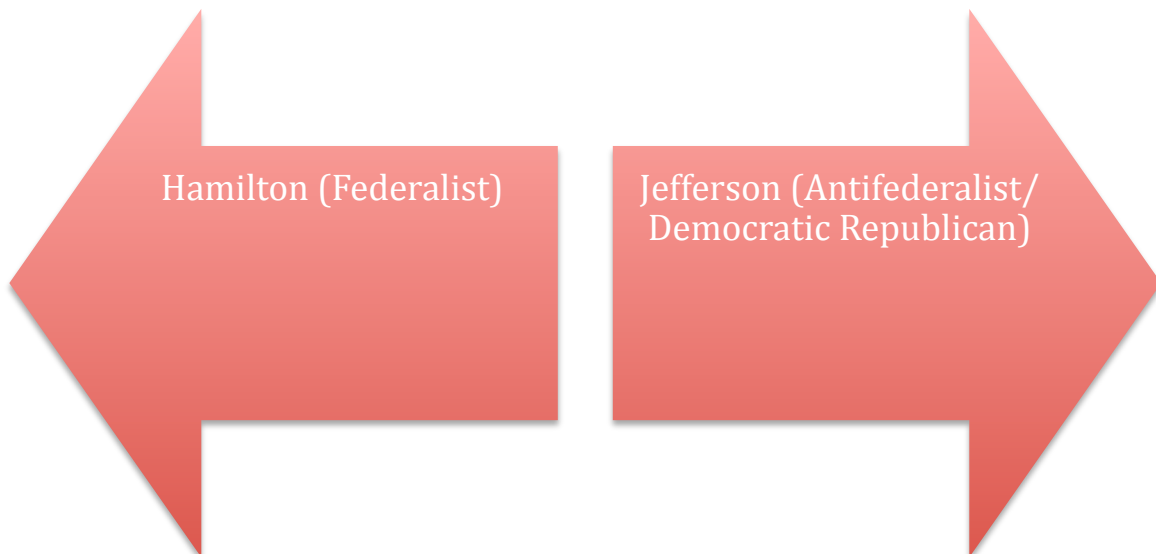 Hamilton (Federalist)
Jefferson (Antifederalist/
Democratic Republican)